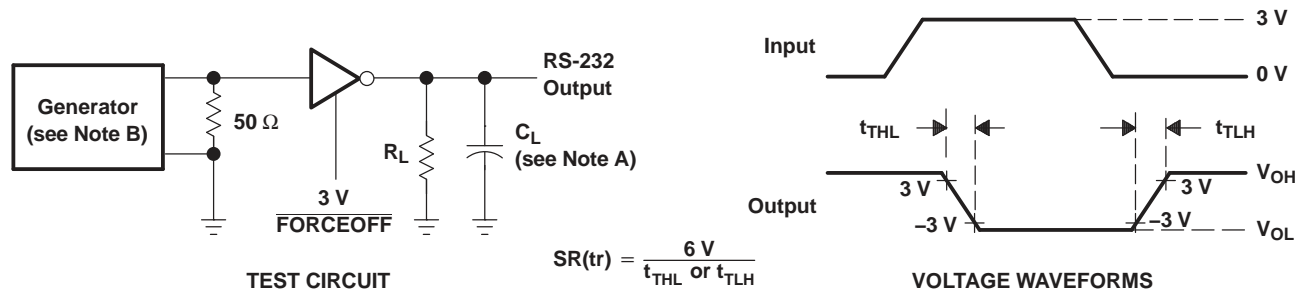 Generator
(see Note B)
50 Ω
RS-232
Output
R_L
C_L
(see Note A)
3 V
FORCEOFF
TEST CIRCUIT
SR(tr) = 6 V / t_THL or t_TLH
Input
3 V
0 V
t_THL
t_TLH
Output
3 V
–3 V
3 V
–3 V
V_OH
V_OL
VOLTAGE WAVEFORMS